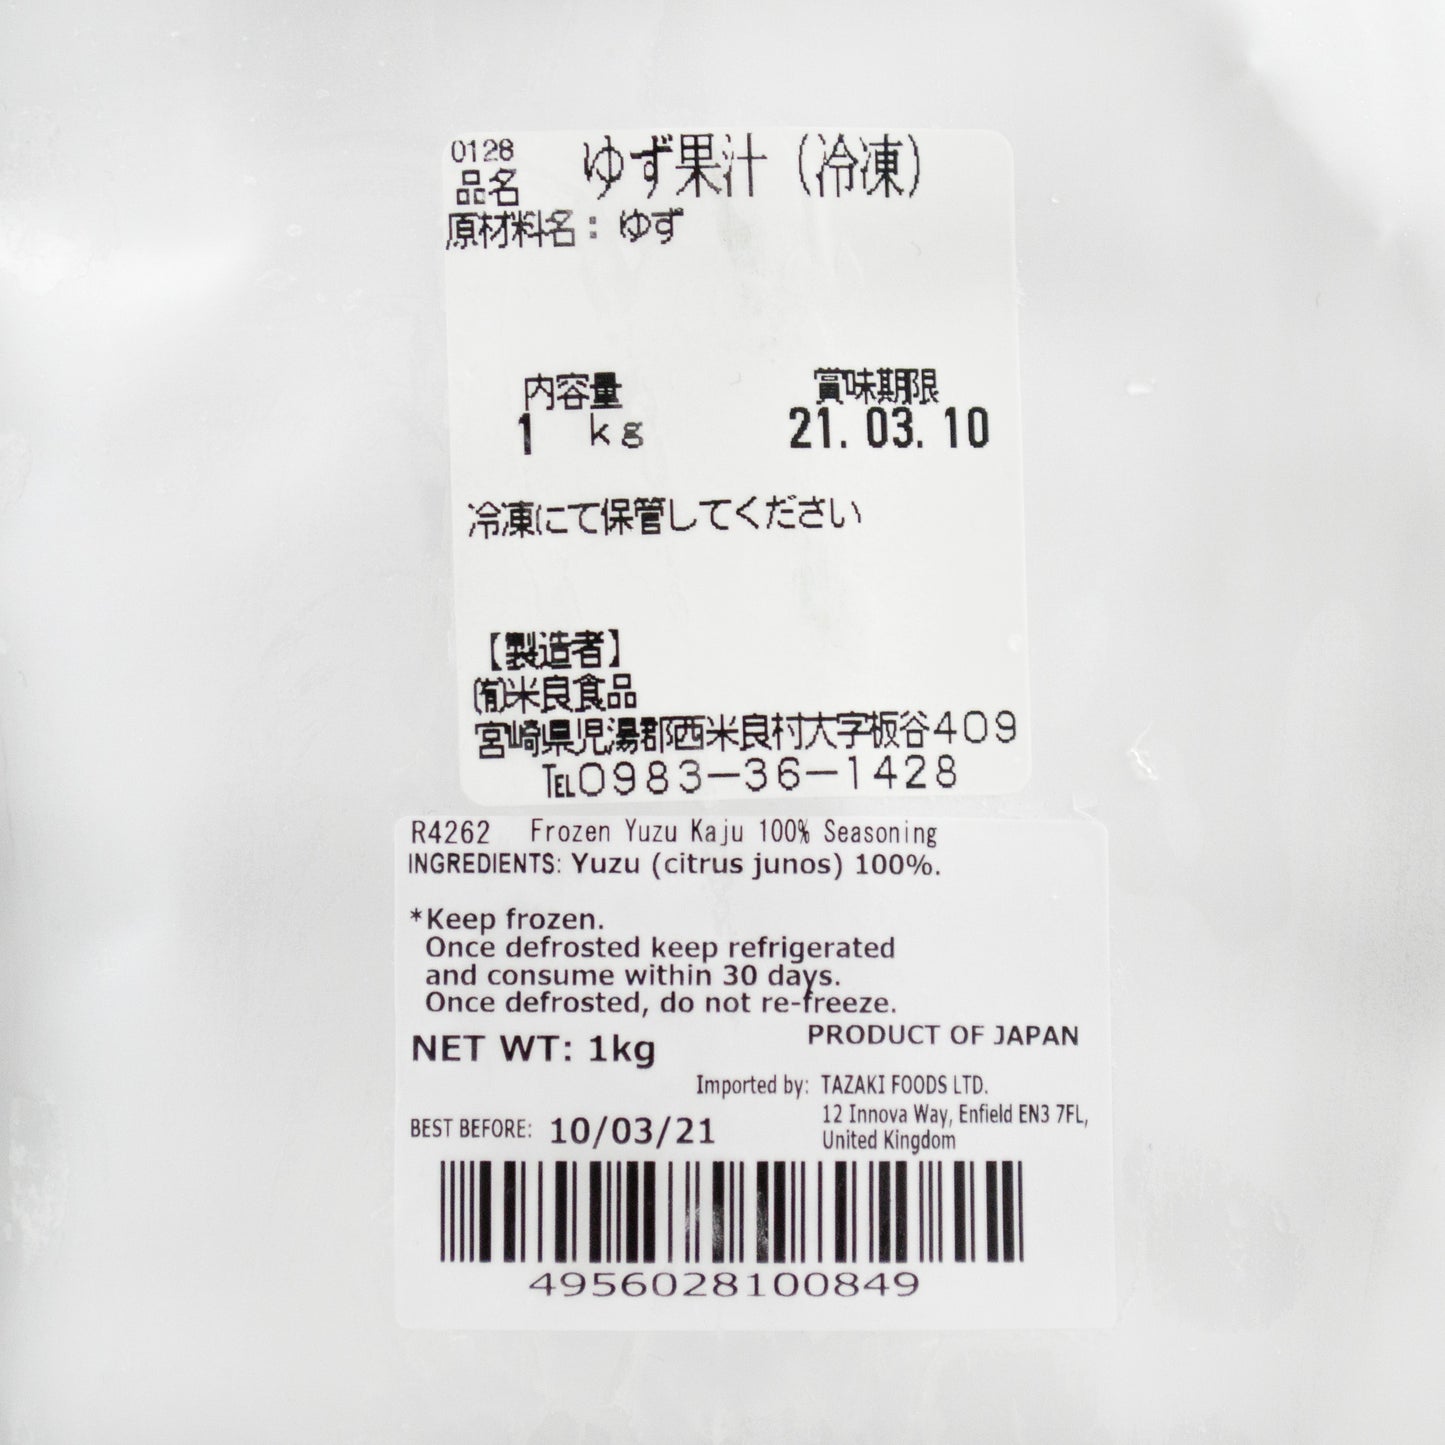 0128
品名 ゆず果汁（冷凍）
原材料名：ゆず
内容量 賞味期限
1 kg 21.03.10
冷凍にて保管してください
【製造者】
㈲米良食品
宮崎県児湯郡西米良村大字板谷409
℡0983-36-1428
R4262 Frozen Yuzu Kaju 100% Seasoning
INGREDIENTS: Yuzu (citrus junos) 100%.
*Keep frozen.
Once defrosted keep refrigerated
and consume within 30 days.
Once defrosted, do not re-freeze.
PRODUCT OF JAPAN
NET WT: 1kg
Imported by: TAZAKI FOODS LTD.
12 Innova Way, Enfield EN3 7FL,
United Kingdom
BEST BEFORE: 10/03/21
4956028100849